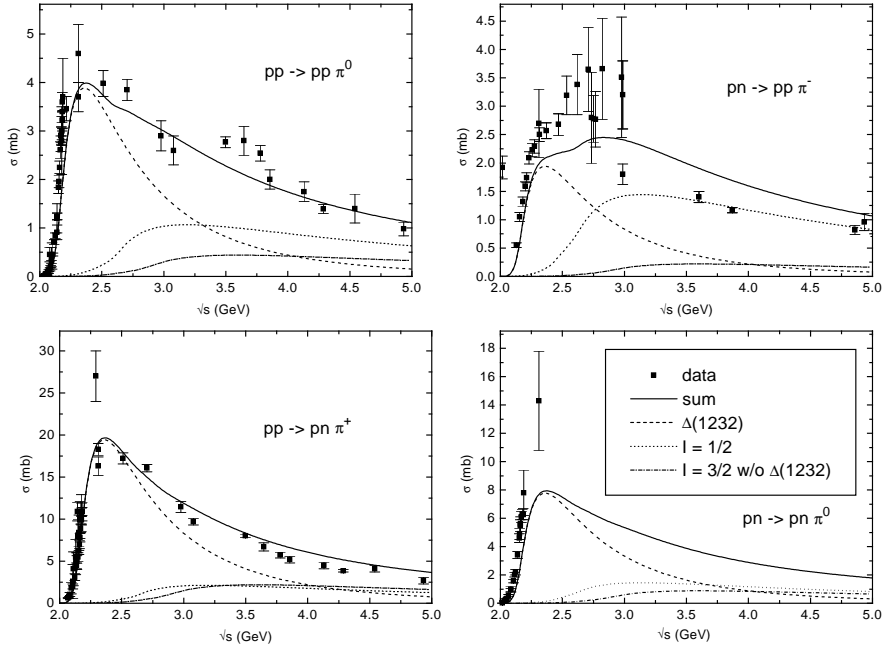 pp -> pp π⁰
σ (mb)
6
5
4
3
2
1
0
2.0 2.5 3.0 3.5 4.0 4.5 5.0
√s (GeV)
pn -> pp π⁻
σ (mb)
4.5
4.0
3.5
3.0
2.5
2.0
1.5
1.0
0.5
0.0
2.0 2.5 3.0 3.5 4.0 4.5 5.0
√s (GeV)
pp -> pn π⁺
σ (mb)
30
25
20
15
10
5
0
2.0 2.5 3.0 3.5 4.0 4.5 5.0
√s (GeV)
σ (mb)
18
16
14
12
10
8
6
4
2
0
data
sum
Δ(1232)
I = 1/2
I = 3/2 w/o Δ(1232)
pn -> pn π⁰
2.0 2.5 3.0 3.5 4.0 4.5 5.0
√s (GeV)